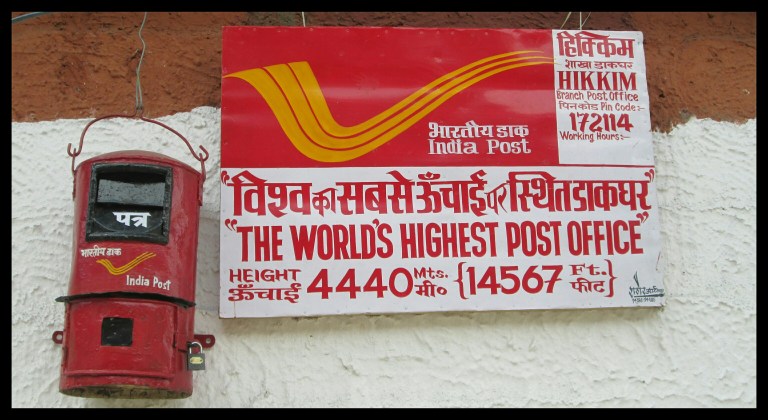 हिक्किम
शाखा डाकघर
HIKKIM
Branch Post Office
पिन कोड Pin Code:-
172114
Working Hours:-
भारतीय डाक
India Post
"विश्व का सबसे ऊँचाई पर स्थित डाकघर"
"THE WORLD'S HIGHEST POST OFFICE"
HEIGHT 4440 Mts. {14567 Ft.}
ऊँचाई मी० फीट
पत्र
भारतीय डाक
India Post